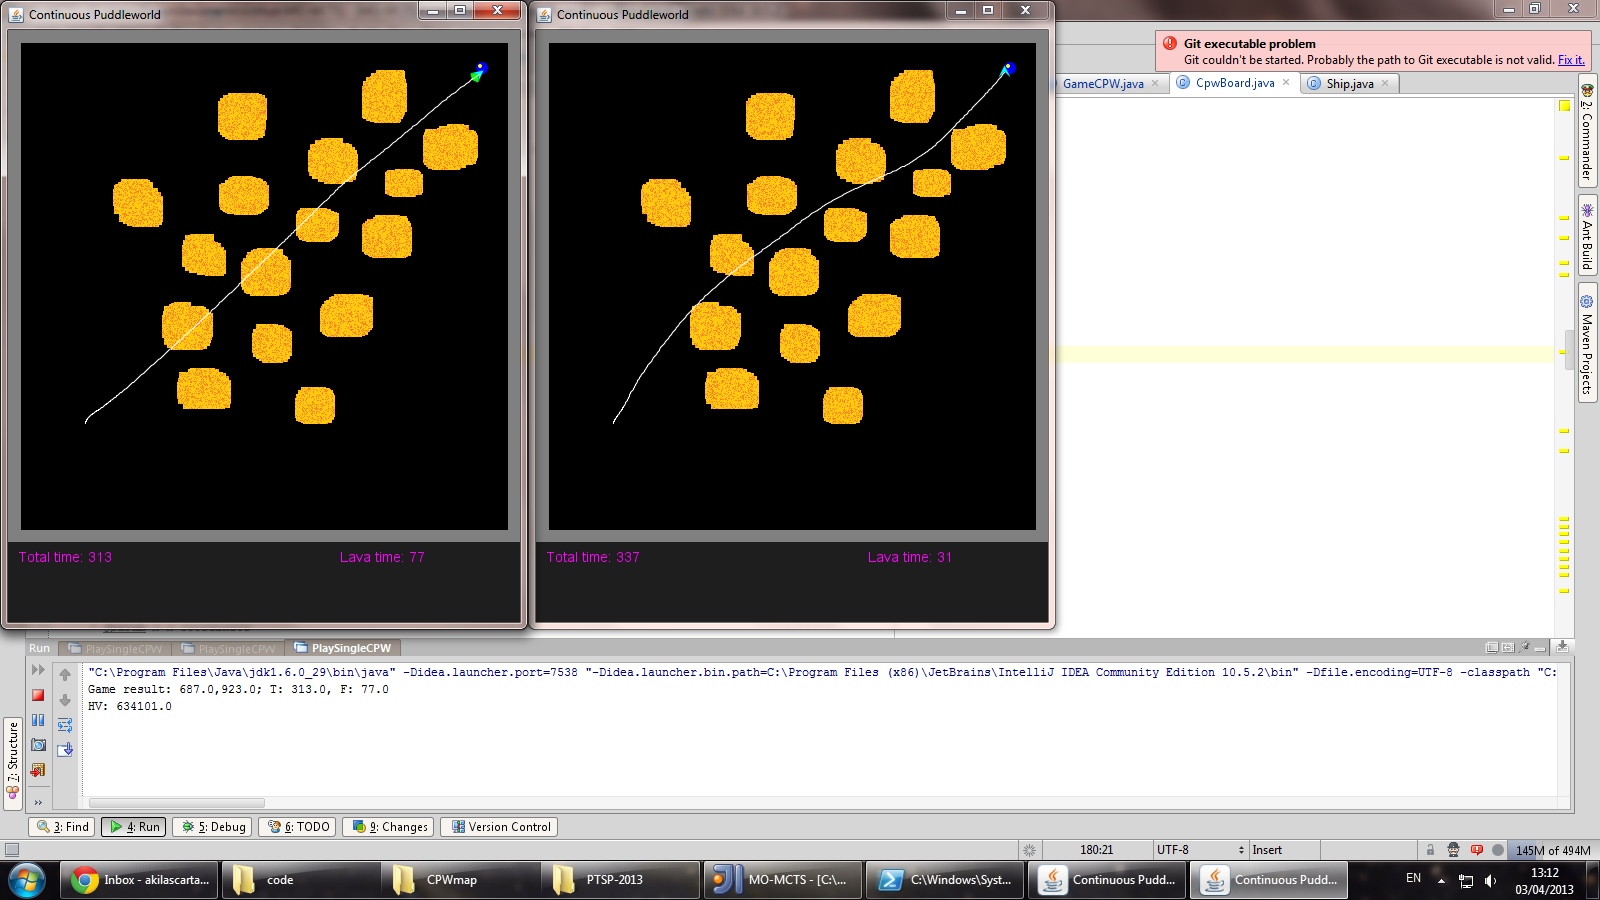 Continuous Puddleworld
Continuous Puddleworld
Git executable problem
Git couldn't be started. Probably the path to Git executable is not valid. Fix it.
GameCPW.java
CpwBoard.java
Ship.java
2: Commander
Ant Build
Maven Projects
Total time: 313
Lava time: 77
Total time: 337
Lava time: 31
Run
PlaySingleCPW
PlaySingleCPW
PlaySingleCPW
"C:\Program Files\Java\jdk1.6.0_29\bin\java" -Didea.launcher.port=7538 "-Didea.launcher.bin.path=C:\Program Files (x86)\JetBrains\IntelliJ IDEA Community Edition 10.5.2\bin" -Dfile.encoding=UTF-8 -classpath "C:
Game result: 687.0,923.0; T: 313.0, F: 77.0
HV: 634101.0
7: Structure
3: Find
4: Run
5: Debug
6: TODO
9: Changes
Version Control
180:21
UTF-8
Insert
145M of 494M
Inbox - akilascarta...
code
CPWmap
PTSP-2013
MO-MCTS - [C:\...
C:\Windows\Syst...
Continuous Pudd...
Continuous Pudd...
EN
13:12
03/04/2013